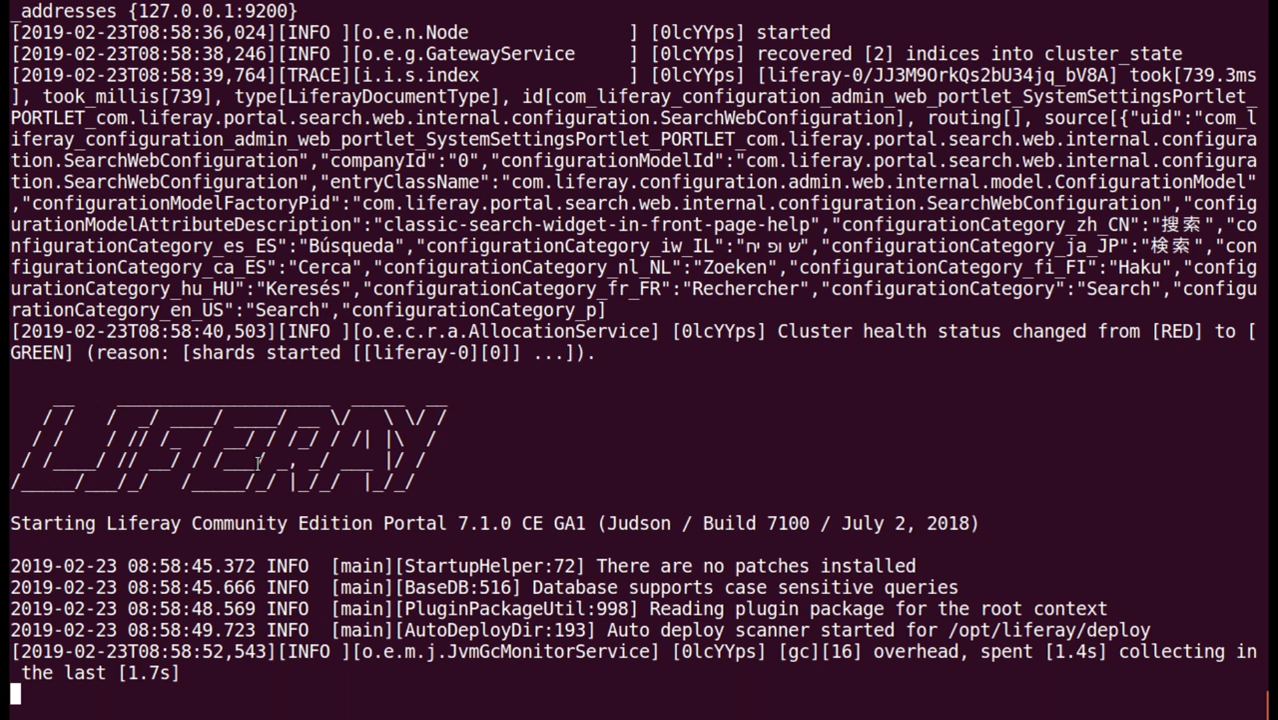 _addresses {127.0.0.1:9200}
[2019-02-23T08:58:36,024][INFO ][o.e.n.Node               ] [0lcYYps] started
[2019-02-23T08:58:38,246][INFO ][o.e.g.GatewayService     ] [0lcYYps] recovered [2] indices into cluster_state
[2019-02-23T08:58:39,764][TRACE][i.i.s.index              ] [0lcYYps] [liferay-0/JJ3M9OrkQs2bU34jq_bV8A] took[739.3ms
], took_millis[739], type[LiferayDocumentType], id[com_liferay_configuration_admin_web_portlet_SystemSettingsPortlet_
PORTLET_com.liferay.portal.search.web.internal.configuration.SearchWebConfiguration], routing[], source[{"uid":"com_l
iferay_configuration_admin_web_portlet_SystemSettingsPortlet_PORTLET_com.liferay.portal.search.web.internal.configura
tion.SearchWebConfiguration","companyId":"0","configurationModelId":"com.liferay.portal.search.web.internal.configura
tion.SearchWebConfiguration","entryClassName":"com.liferay.configuration.admin.web.internal.model.ConfigurationModel"
,"configurationModelFactoryPid":"com.liferay.portal.search.web.internal.configuration.SearchWebConfiguration","config
urationModelAttributeDescription":"classic-search-widget-in-front-page-help","configurationCategory_zh_CN":"搜索","co
nfigurationCategory_es_ES":"Búsqueda","configurationCategory_iw_IL":"חיפוש","configurationCategory_ja_JP":"検索","con
figurationCategory_ca_ES":"Cerca","configurationCategory_nl_NL":"Zoeken","configurationCategory_fi_FI":"Haku","config
urationCategory_hu_HU":"Keresés","configurationCategory_fr_FR":"Rechercher","configurationCategory":"Search","configu
rationCategory_en_US":"Search","configurationCategory_p]
[2019-02-23T08:58:40,503][INFO ][o.e.c.r.a.AllocationService] [0lcYYps] Cluster health status changed from [RED] to [
GREEN] (reason: [shards started [[liferay-0][0]] ...]).
LIFERAY
Starting Liferay Community Edition Portal 7.1.0 CE GA1 (Judson / Build 7100 / July 2, 2018)
2019-02-23 08:58:45.372 INFO  [main][StartupHelper:72] There are no patches installed
2019-02-23 08:58:45.666 INFO  [main][BaseDB:516] Database supports case sensitive queries
2019-02-23 08:58:48.569 INFO  [main][PluginPackageUtil:998] Reading plugin package for the root context
2019-02-23 08:58:49.723 INFO  [main][AutoDeployDir:193] Auto deploy scanner started for /opt/liferay/deploy
[2019-02-23T08:58:52,543][INFO ][o.e.m.j.JvmGcMonitorService] [0lcYYps] [gc][16] overhead, spent [1.4s] collecting in
 the last [1.7s]